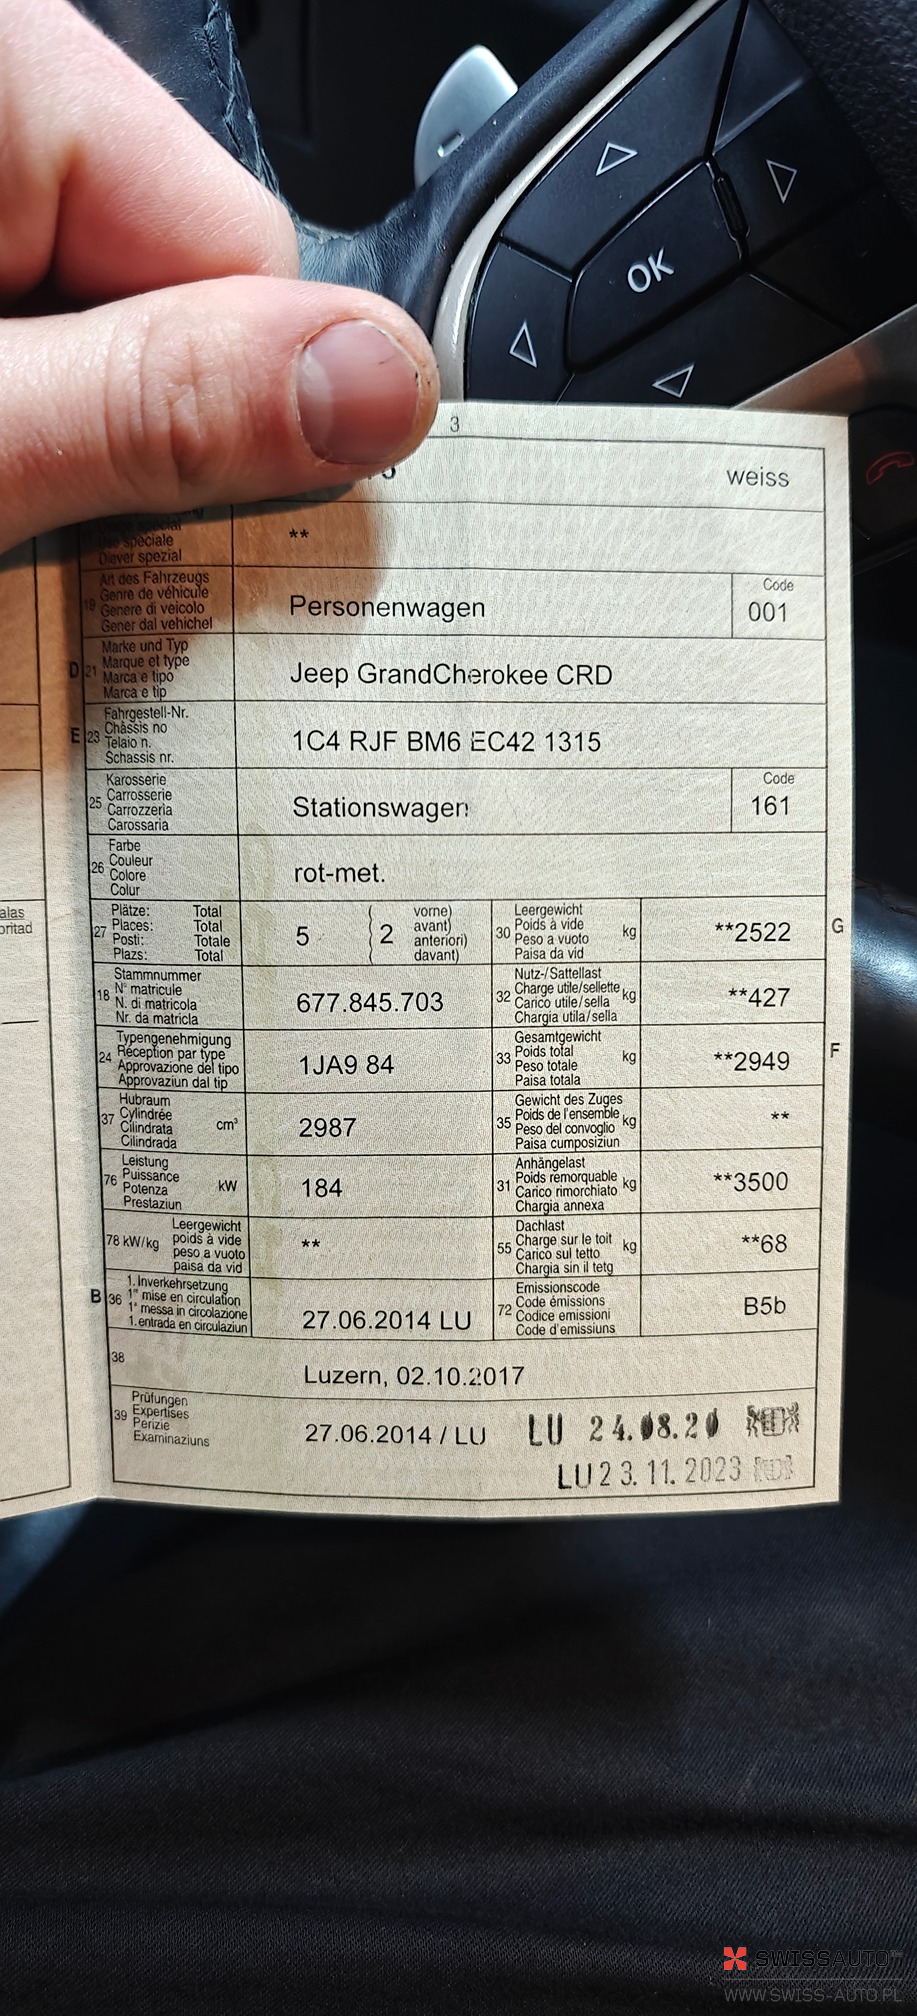 OK
3
weiss
Diever spezial
**
19 Art des Fahrzeugs
Genre de véhicule
Genere di veicolo
Gener dal vehichel
Personenwagen
Code
001
D 21 Marke und Typ
Marque et type
Marca e tipo
Marca e tip
Jeep GrandCherokee CRD
E 23 Fahrgestell-Nr.
Châssis no
Telaio n.
Schassis nr.
1C4 RJF BM6 EC42 1315
25 Karosserie
Carrosserie
Carrozzeria
Carossaria
Stationswagen
Code
161
26 Farbe
Couleur
Colore
Colur
rot-met.
27 Plätze: Total
Places: Total
Posti: Totale
Plazs: Total
5 ( 2 vorne)
avant)
anteriori)
davant)
30 Leergewicht
Poids à vide
Peso a vuoto
Paisa da vid
kg
**2522
G
18 Stammnummer
N° matricule
N. di matricola
Nr. da matricla
677.845.703
32 Nutz-/Sattellast
Charge utile/sellette
Carico utile/sella
Chargia utila/sella
kg
**427
24 Typengenehmigung
Réception par type
Approvazione del tipo
Approvaziun dal tip
1JA9 84
33 Gesamtgewicht
Poids total
Peso totale
Paisa totala
kg
**2949
F
37 Hubraum
Cylindrée
Cilindrata
Cilindrada
cm³
2987
35 Gewicht des Zuges
Poids de l'ensemble
Peso del convoglio
Paisa cumposiziun
kg
**
76 Leistung
Puissance
Potenza
Prestaziun
kW
184
31 Anhängelast
Poids remorquable
Carico rimorchiato
Chargia annexa
kg
**3500
78 kW/kg Leergewicht
poids à vide
peso a vuoto
paisa da vid
**
55 Dachlast
Charge sur le toit
Carico sul tetto
Chargia sin il tetg
kg
**68
B 36 1. Inverkehrsetzung
1re mise en circulation
1a messa in circolazione
1. entrada en circulaziun
27.06.2014 LU
72 Emissionscode
Code émissions
Codice emissioni
Code d'emissiuns
B5b
38
Luzern, 02.10.2017
39 Prüfungen
Expertises
Perizie
Examinaziuns
27.06.2014 / LU
LU 24.08.20
LU 23.11.2023
alas
oritad
SWISSAUTO
WWW.SWISS-AUTO.PL